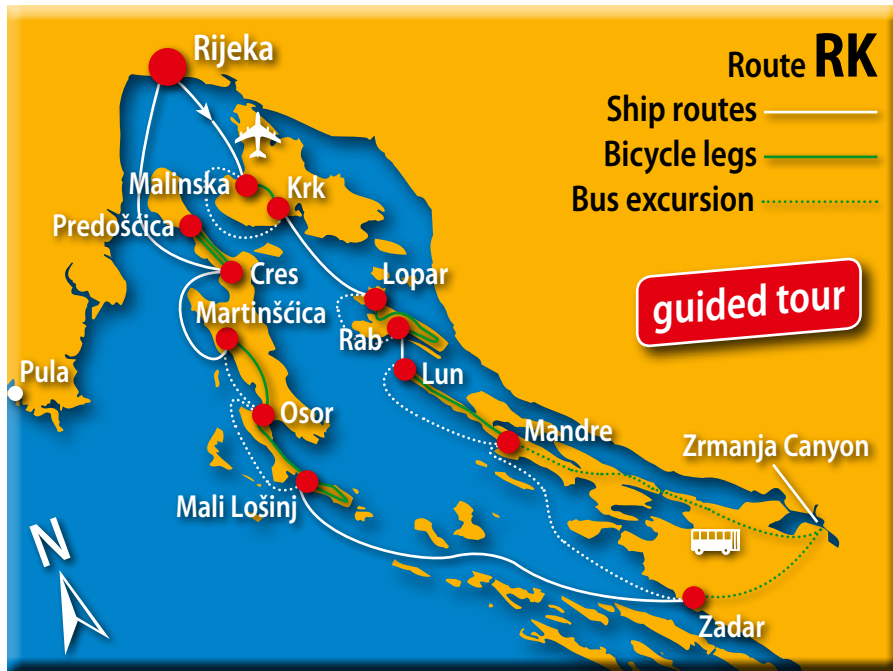 Rijeka
Route RK
Ship routes
Bicycle legs
Bus excursion
Malinska
Krk
Predošćica
Cres
Lopar
guided tour
Martinšćica
Rab
Lun
Pula
Osor
Mandre
Zrmanja Canyon
Mali Lošinj
N
Zadar